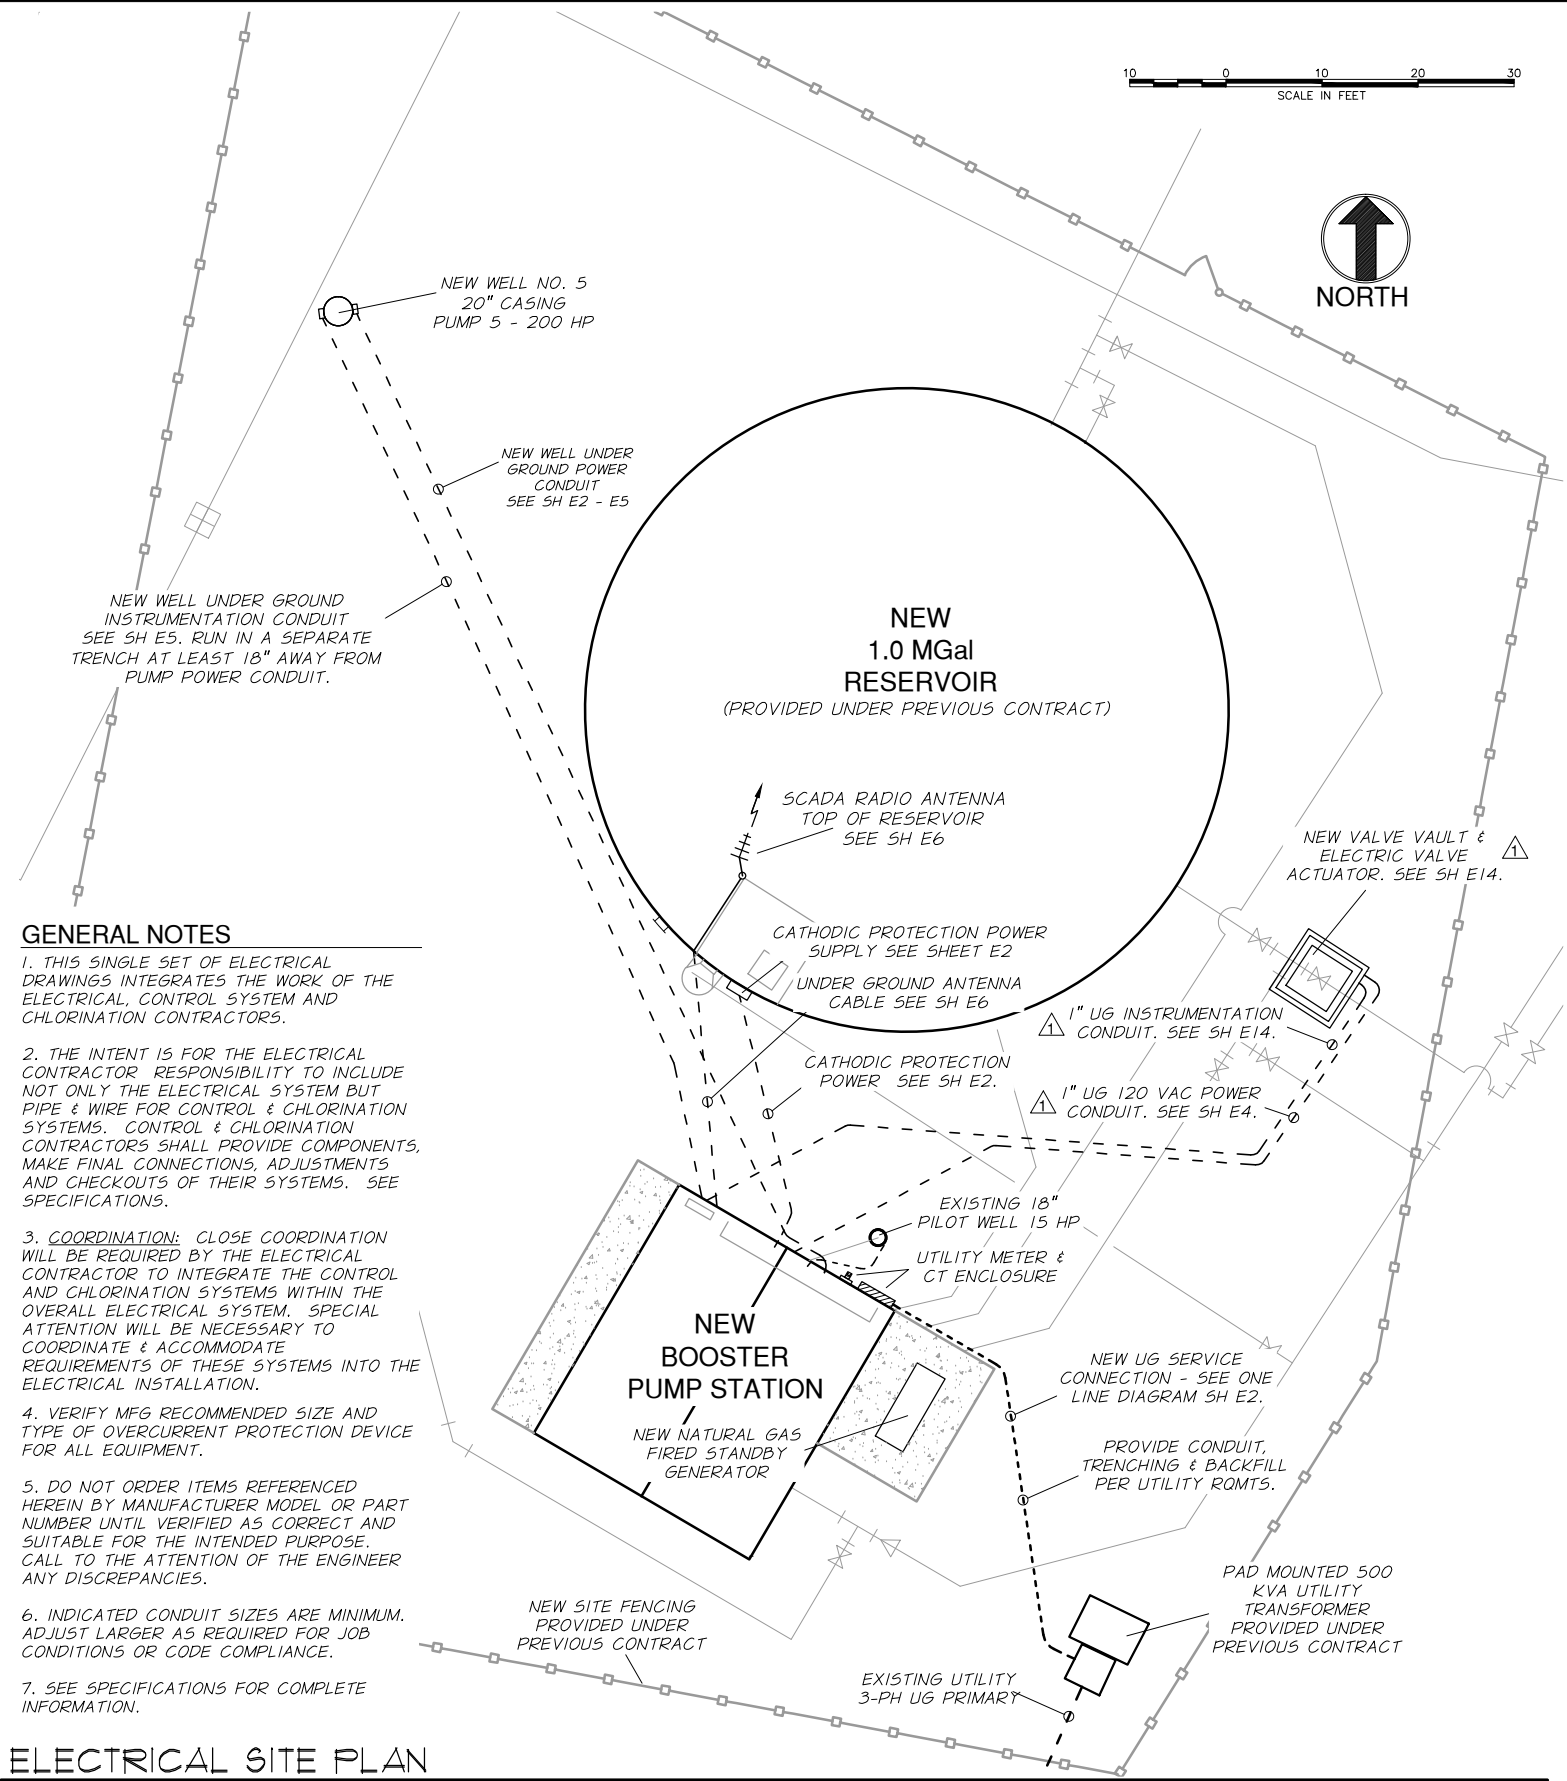 10 0 10 20 30
SCALE IN FEET
NORTH
NEW WELL NO. 5
20" CASING
PUMP 5 - 200 HP
NEW WELL UNDER
GROUND POWER
CONDUIT
SEE SH E2 - E5
NEW WELL UNDER GROUND
INSTRUMENTATION CONDUIT
SEE SH E5. RUN IN A SEPARATE
TRENCH AT LEAST 18" AWAY FROM
PUMP POWER CONDUIT.
NEW
1.0 MGal
RESERVOIR
(PROVIDED UNDER PREVIOUS CONTRACT)
SCADA RADIO ANTENNA
TOP OF RESERVOIR
SEE SH E6
NEW VALVE VAULT &
ELECTRIC VALVE
ACTUATOR. SEE SH E14.
1
CATHODIC PROTECTION POWER
SUPPLY SEE SHEET E2
UNDER GROUND ANTENNA
CABLE SEE SH E6
1
1" UG INSTRUMENTATION
CONDUIT. SEE SH E14.
CATHODIC PROTECTION
POWER SEE SH E2.
1
1" UG 120 VAC POWER
CONDUIT. SEE SH E4.
EXISTING 18"
PILOT WELL 15 HP
UTILITY METER &
CT ENCLOSURE
NEW
BOOSTER
PUMP STATION
NEW NATURAL GAS
FIRED STANDBY
GENERATOR
NEW UG SERVICE
CONNECTION - SEE ONE
LINE DIAGRAM SH E2.
PROVIDE CONDUIT,
TRENCHING & BACKFILL
PER UTILITY RQMTS.
PAD MOUNTED 500
KVA UTILITY
TRANSFORMER
PROVIDED UNDER
PREVIOUS CONTRACT
NEW SITE FENCING
PROVIDED UNDER
PREVIOUS CONTRACT
EXISTING UTILITY
3-PH UG PRIMARY
GENERAL NOTES
1. THIS SINGLE SET OF ELECTRICAL
DRAWINGS INTEGRATES THE WORK OF THE
ELECTRICAL, CONTROL SYSTEM AND
CHLORINATION CONTRACTORS.
2. THE INTENT IS FOR THE ELECTRICAL
CONTRACTOR RESPONSIBILITY TO INCLUDE
NOT ONLY THE ELECTRICAL SYSTEM BUT
PIPE & WIRE FOR CONTROL & CHLORINATION
SYSTEMS. CONTROL & CHLORINATION
CONTRACTORS SHALL PROVIDE COMPONENTS,
MAKE FINAL CONNECTIONS, ADJUSTMENTS
AND CHECKOUTS OF THEIR SYSTEMS. SEE
SPECIFICATIONS.
3. COORDINATION: CLOSE COORDINATION
WILL BE REQUIRED BY THE ELECTRICAL
CONTRACTOR TO INTEGRATE THE CONTROL
AND CHLORINATION SYSTEMS WITHIN THE
OVERALL ELECTRICAL SYSTEM. SPECIAL
ATTENTION WILL BE NECESSARY TO
COORDINATE & ACCOMMODATE
REQUIREMENTS OF THESE SYSTEMS INTO THE
ELECTRICAL INSTALLATION.
4. VERIFY MFG RECOMMENDED SIZE AND
TYPE OF OVERCURRENT PROTECTION DEVICE
FOR ALL EQUIPMENT.
5. DO NOT ORDER ITEMS REFERENCED
HEREIN BY MANUFACTURER MODEL OR PART
NUMBER UNTIL VERIFIED AS CORRECT AND
SUITABLE FOR THE INTENDED PURPOSE.
CALL TO THE ATTENTION OF THE ENGINEER
ANY DISCREPANCIES.
6. INDICATED CONDUIT SIZES ARE MINIMUM.
ADJUST LARGER AS REQUIRED FOR JOB
CONDITIONS OR CODE COMPLIANCE.
7. SEE SPECIFICATIONS FOR COMPLETE
INFORMATION.
ELECTRICAL SITE PLAN